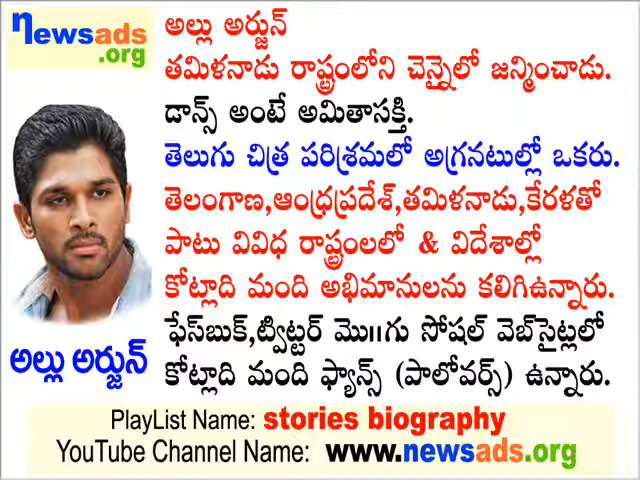 newsads
.org
అల్లు అర్జున్
తమిళనాడు రాష్ట్రంలోని చెన్నైలో జన్మించాడు.
డాన్స్ అంటే అమితాసక్తి.
తెలుగు చిత్ర పరిశ్రమలో అగ్రనటుల్లో ఒకరు.
తెలంగాణ,ఆంధ్రప్రదేశ్,తమిళనాడు,కేరళతో
పాటు వివిధ రాష్ట్రంలలో & విదేశాల్లో
కోట్లాది మంది అభిమానులను కలిగిఉన్నారు.
ఫేస్‌బుక్,ట్విట్టర్ మొ॥గు సోషల్ వెబ్‌సైట్లలో
కోట్లాది మంది ఫ్యాన్స్ (పాలోవర్స్) ఉన్నారు.
అల్లు అర్జున్
PlayList Name: stories biography
YouTube Channel Name: www.newsads.org